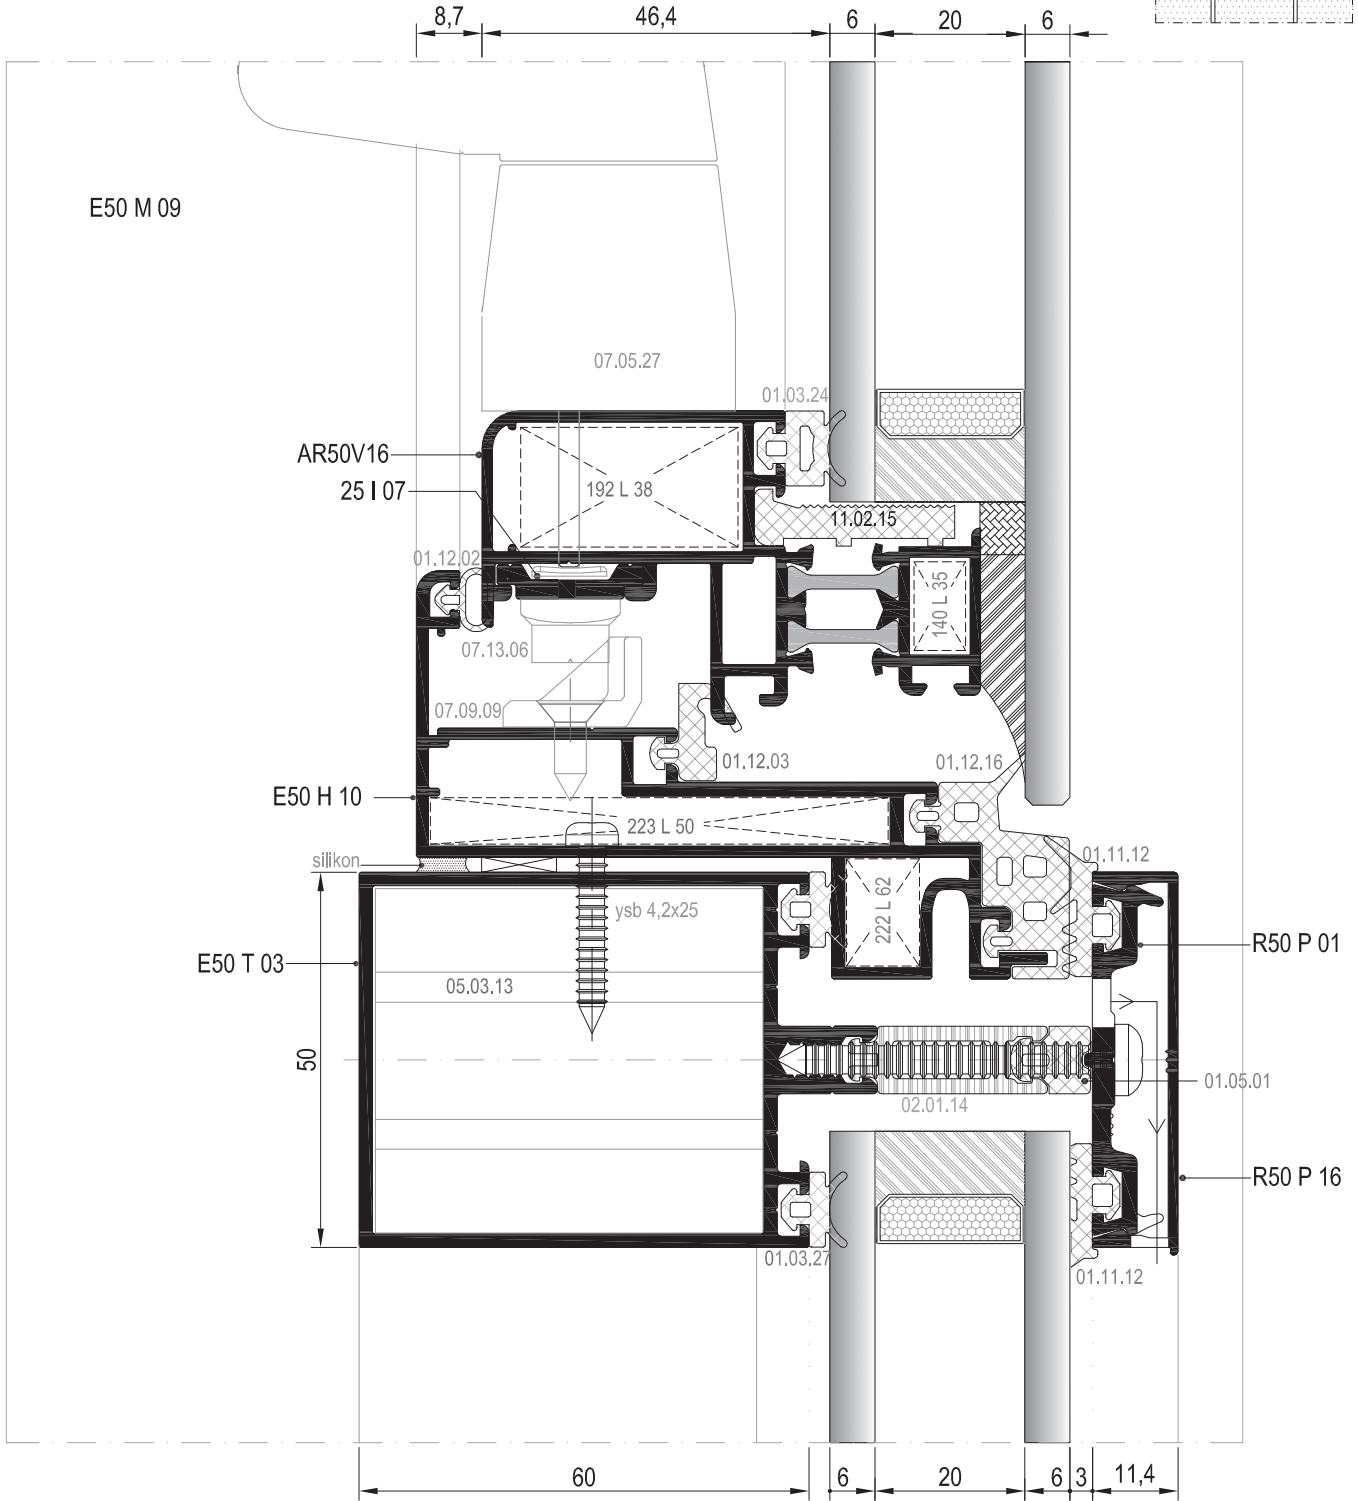 8,7 46,4 6 20 6
E50 M 09
07.05.27
01.03.24
AR50V16
25 I 07
192 L 38
11.02.15
01.12.02
140 L 35
07.13.06
07.09.09
01.12.03
01.12.16
E50 H 10
223 L 50
silikon
01.11.12
ysb 4,2x25
222 L 62
R50 P 01
E50 T 03
05.03.13
50
01.05.01
02.01.14
R50 P 16
01.03.27
01.11.12
60 6 20 6 3 11,4